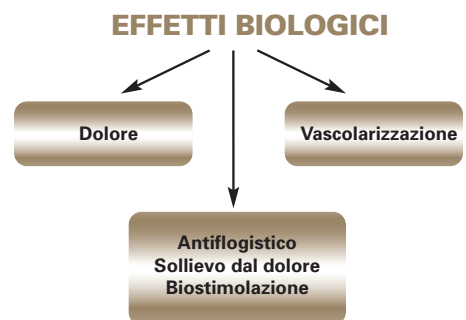 EFFETTI BIOLOGICI
Dolore
Vascolarizzazione
Antiflogistico
Sollievo dal dolore
Biostimolazione